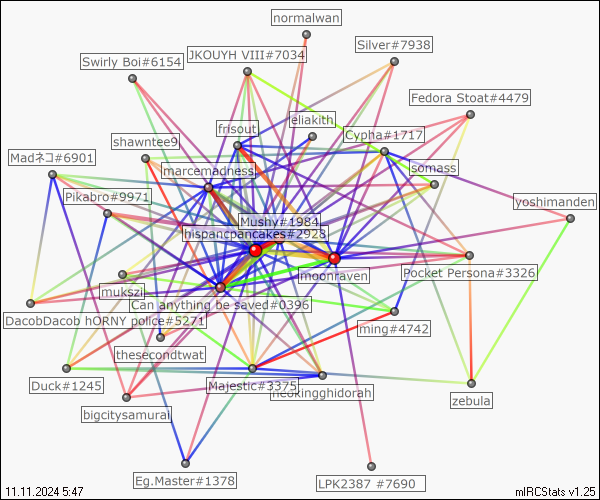 normalwan
Silver#7938
JKOUYH VIII#7034
Swirly Boi#6154
Fedora Stoat#4479
eliakith
frisout
Cypha#1717
shawntee9
Madネコ#6901
marcemadness
somass
Pikabro#9971
yoshimanden
Mushy#1984
hispanicpancakes#2928
moonraven
Pocket Persona#3326
mukszii
Can anything be saved#0396
DacobDacob hORNY police#5271
ming#4742
thesecondtwat
Duck#1245
Majestic#3375
neokingghidorah
zebula
bigcitysamurai
Eg.Master#1378
LPK2387 #7690
11.11.2024 5:47
mIRCStats v1.25